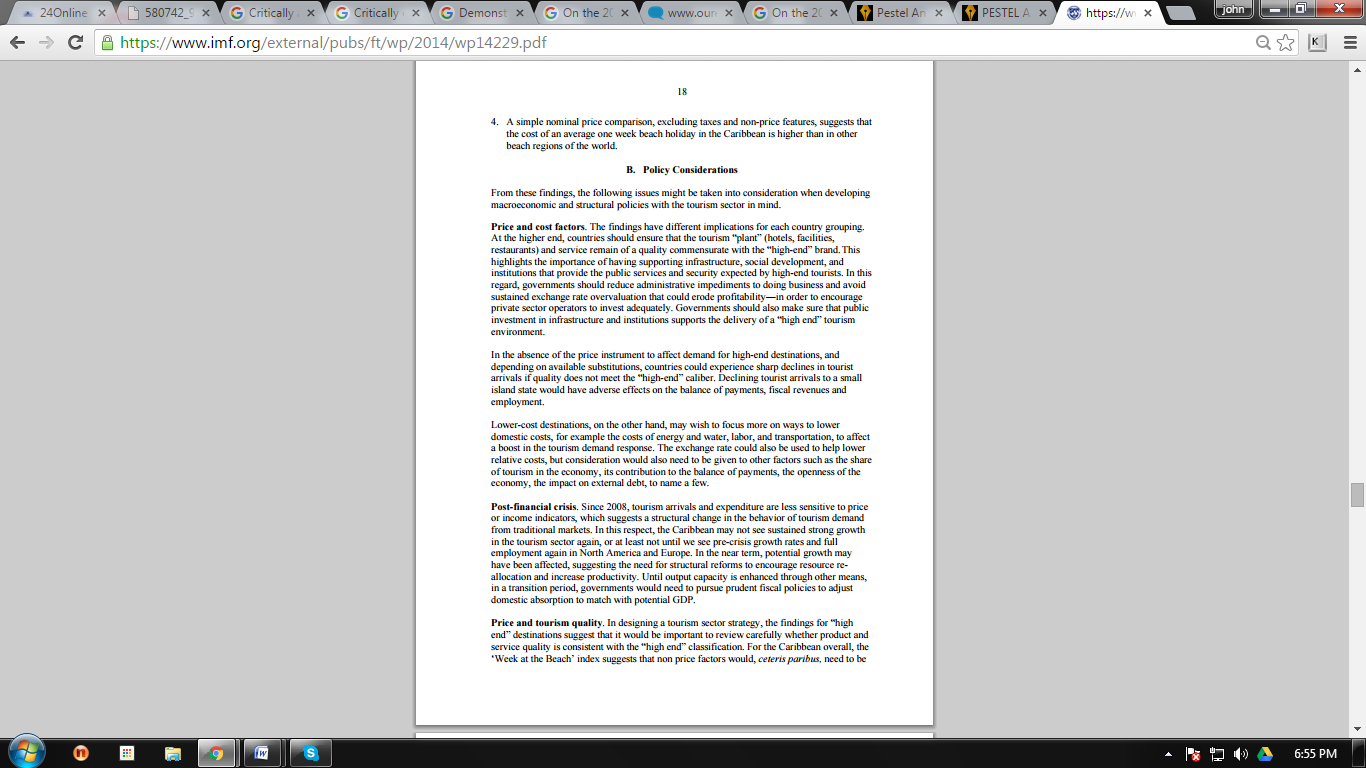 24Online
580742_S
Critically
Critically
Demonst
On the 20
www.our
On the 20
Pestel An
PESTEL A
https://w
john
https://www.imf.org/external/pubs/ft/wp/2014/wp14229.pdf
K
18
4. A simple nominal price comparison, excluding taxes and non-price features, suggests that
the cost of an average one week beach holiday in the Caribbean is higher than in other
beach regions of the world.
B. Policy Considerations
From these findings, the following issues might be taken into consideration when developing
macroeconomic and structural policies with the tourism sector in mind.
Price and cost factors. The findings have different implications for each country grouping.
At the higher end, countries should ensure that the tourism “plant” (hotels, facilities,
restaurants) and service remain of a quality commensurate with the “high-end” brand. This
highlights the importance of having supporting infrastructure, social development, and
institutions that provide the public services and security expected by high-end tourists. In this
regard, governments should reduce administrative impediments to doing business and avoid
sustained exchange rate overvaluation that could erode profitability—in order to encourage
private sector operators to invest adequately. Governments should also make sure that public
investment in infrastructure and institutions supports the delivery of a “high end” tourism
environment.
In the absence of the price instrument to affect demand for high-end destinations, and
depending on available substitutions, countries could experience sharp declines in tourist
arrivals if quality does not meet the “high-end” caliber. Declining tourist arrivals to a small
island state would have adverse effects on the balance of payments, fiscal revenues and
employment.
Lower-cost destinations, on the other hand, may wish to focus more on ways to lower
domestic costs, for example the costs of energy and water, labor, and transportation, to affect
a boost in the tourism demand response. The exchange rate could also be used to help lower
relative costs, but consideration would also need to be given to other factors such as the share
of tourism in the economy, its contribution to the balance of payments, the openness of the
economy, the impact on external debt, to name a few.
Post-financial crisis. Since 2008, tourism arrivals and expenditure are less sensitive to price
or income indicators, which suggests a structural change in the behavior of tourism demand
from traditional markets. In this respect, the Caribbean may not see sustained strong growth
in the tourism sector again, or at least not until we see pre-crisis growth rates and full
employment again in North America and Europe. In the near term, potential growth may
have been affected, suggesting the need for structural reforms to encourage resource re-
allocation and increase productivity. Until output capacity is enhanced through other means,
in a transition period, governments would need to pursue prudent fiscal policies to adjust
domestic absorption to match with potential GDP.
Price and tourism quality. In designing a tourism sector strategy, the findings for “high
end” destinations suggest that it would be important to review carefully whether product and
service quality is consistent with the “high end” classification. For the Caribbean overall, the
‘Week at the Beach’ index suggests that non price factors would, ceteris paribus, need to be
6:55 PM